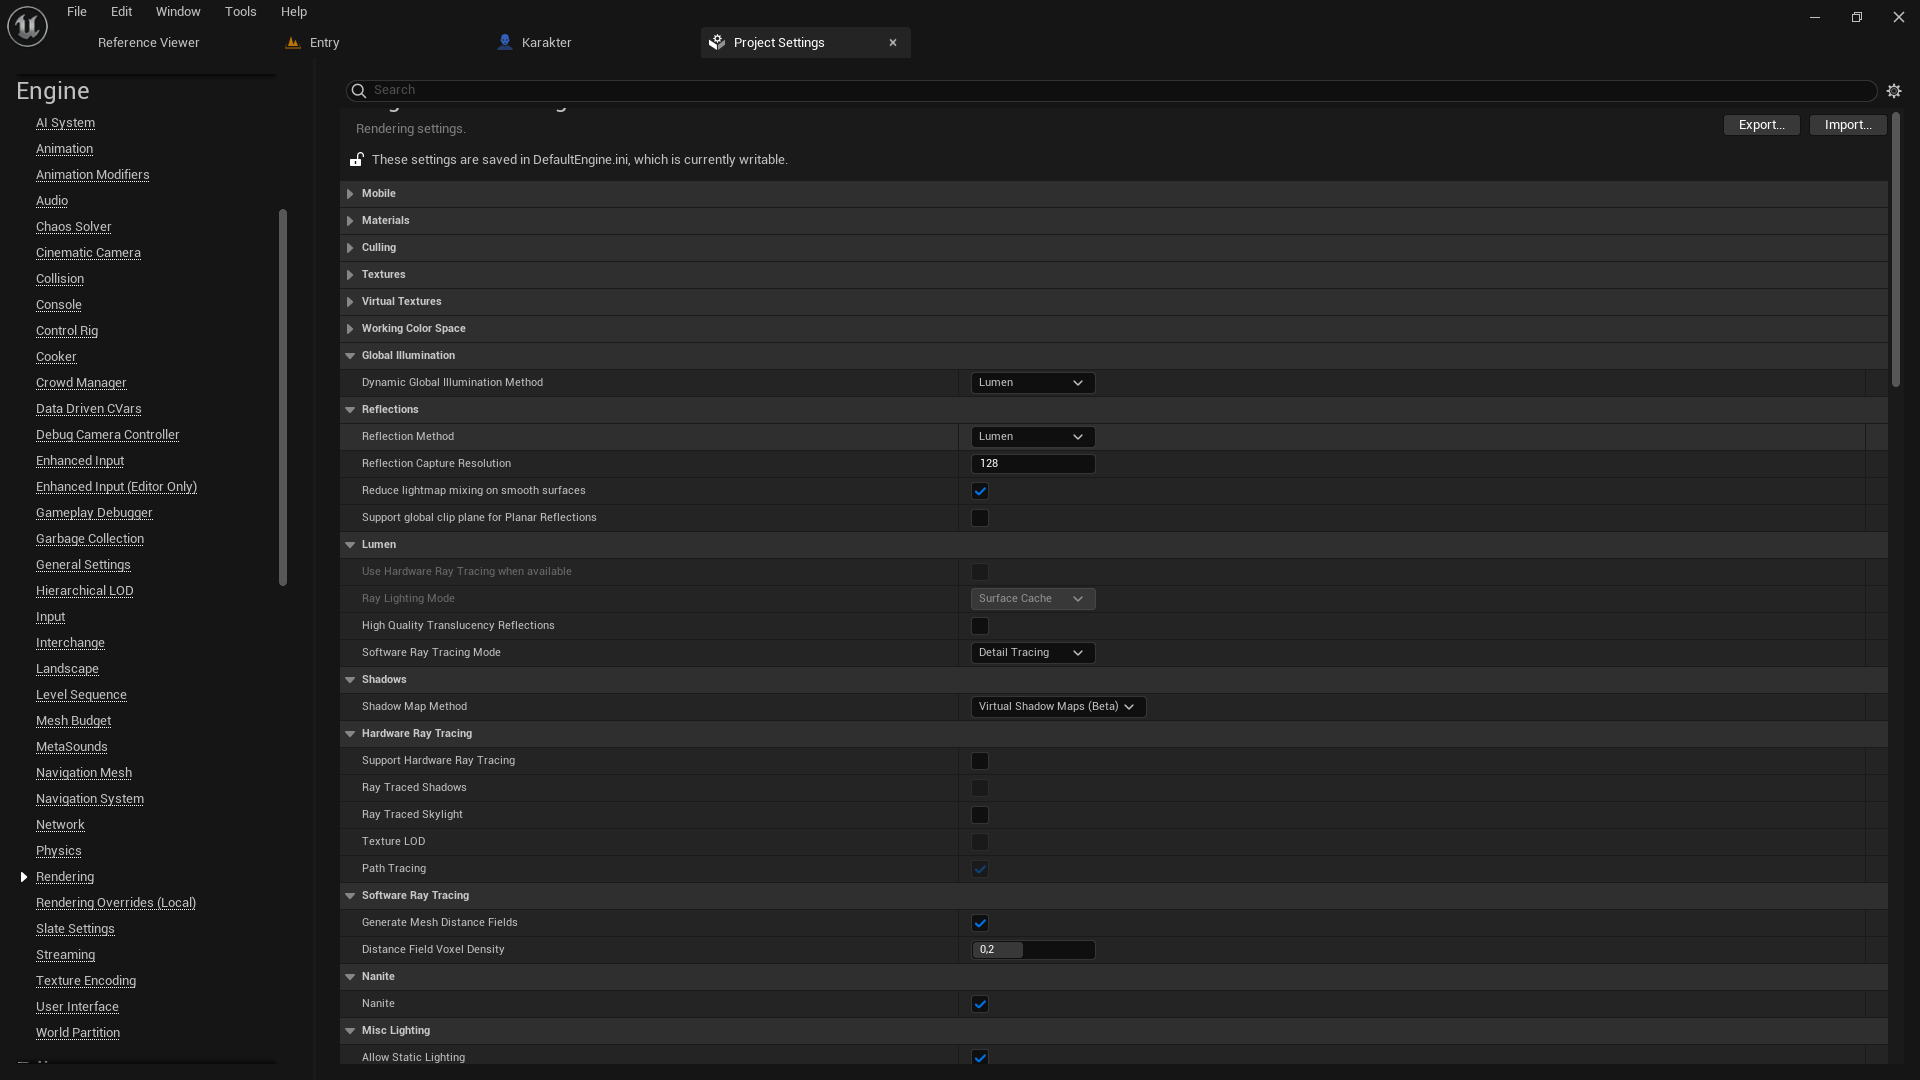 File Edit Window Tools Help
Reference Viewer Entry Karakter Project Settings
Engine
AI System
Animation
Animation Modifiers
Audio
Chaos Solver
Cinematic Camera
Collision
Console
Control Rig
Cooker
Crowd Manager
Data Driven CVars
Debug Camera Controller
Enhanced Input
Enhanced Input (Editor Only)
Gameplay Debugger
Garbage Collection
General Settings
Hierarchical LOD
Input
Interchange
Landscape
Level Sequence
Mesh Budget
MetaSounds
Navigation Mesh
Navigation System
Network
Physics
Rendering
Rendering Overrides (Local)
Slate Settings
Streaming
Texture Encoding
User Interface
World Partition
Search
Rendering settings.
Export... Import...
These settings are saved in DefaultEngine.ini, which is currently writable.
Mobile
Materials
Culling
Textures
Virtual Textures
Working Color Space
Global Illumination
Dynamic Global Illumination Method Lumen
Reflections
Reflection Method Lumen
Reflection Capture Resolution 128
Reduce lightmap mixing on smooth surfaces
Support global clip plane for Planar Reflections
Lumen
Use Hardware Ray Tracing when available
Ray Lighting Mode Surface Cache
High Quality Translucency Reflections
Software Ray Tracing Mode Detail Tracing
Shadows
Shadow Map Method Virtual Shadow Maps (Beta)
Hardware Ray Tracing
Support Hardware Ray Tracing
Ray Traced Shadows
Ray Traced Skylight
Texture LOD
Path Tracing
Software Ray Tracing
Generate Mesh Distance Fields
Distance Field Voxel Density 0,2
Nanite
Nanite
Misc Lighting
Allow Static Lighting